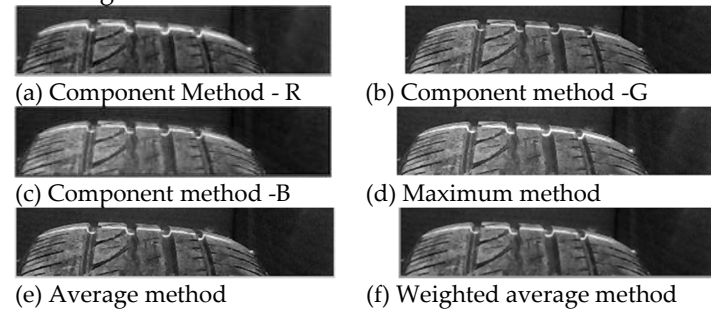 (a) Component Method - R
(b) Component method -G
(c) Component method -B
(d) Maximum method
(e) Average method
(f) Weighted average method